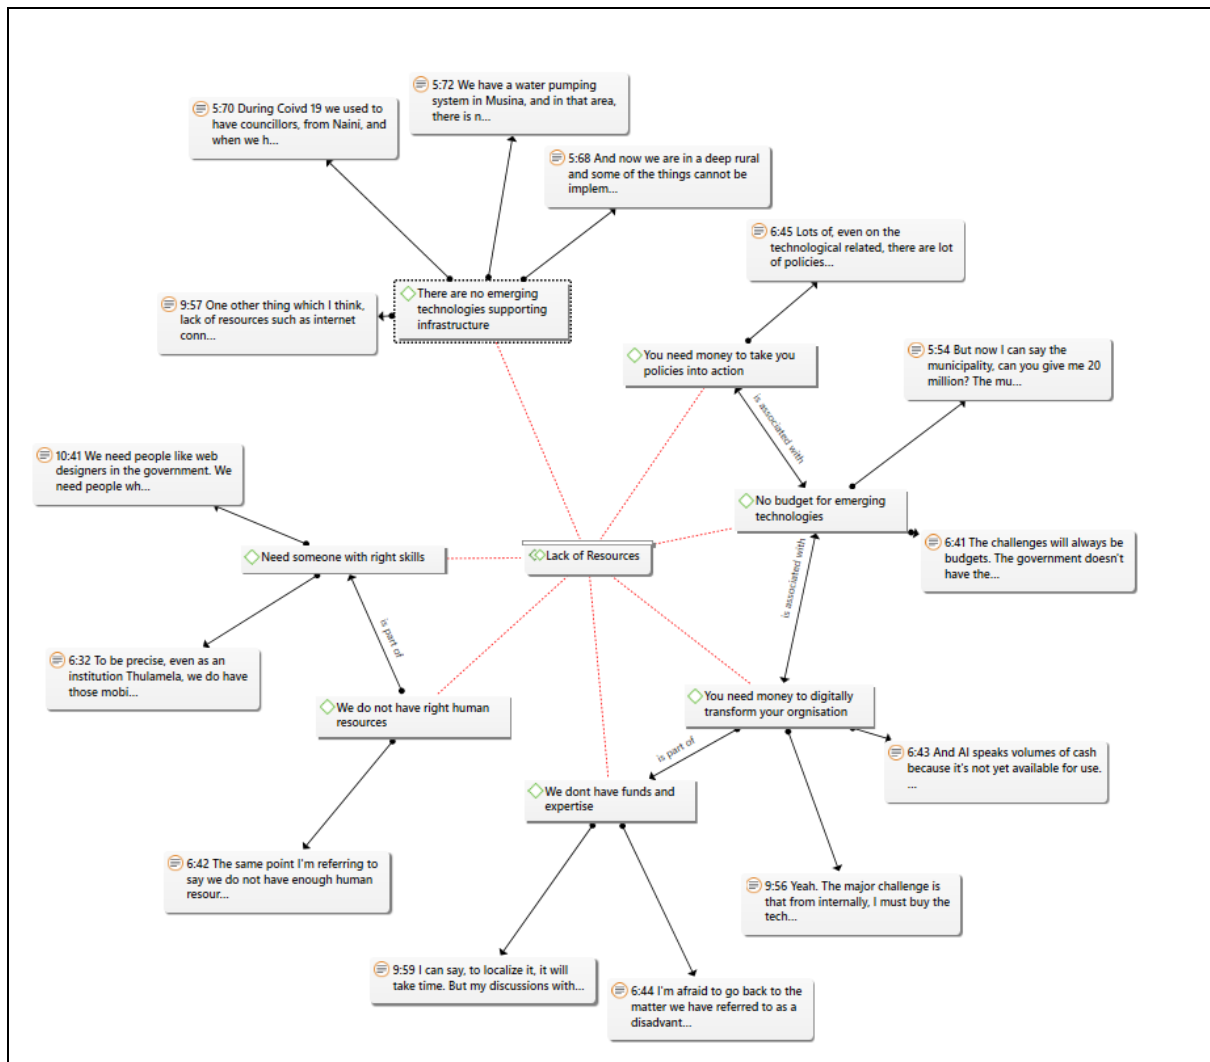 5:72 We have a water pumping
system in Musina, and in that area,
there is n...
5:70 During Coivd 19 we used to
have councillors, from Naini, and
when we h...
5:68 And now we are in a deep rural
and some of the things cannot be
implem...
6:45 Lots of, even on the
technological related, there are lot
of policies...
There are no emerging
technologies supporting
infrastructure
9:57 One other thing which I think,
lack of resources such as internet
conn...
You need money to take you
policies into action
5:54 But now I can say the
municipality, can you give me 20
million? The mu...
is associated with
10:41 We need people like web
designers in the government. We
need people wh...
No budget for emerging
technologies
Need someone with right skills
Lack of Resources
6:41 The challenges will always be
budgets. The government doesn't
have the...
is associated with
is part of
6:32 To be precise, even as an
institution Thulamela, we do have
those mobi...
We do not have right human
resources
You need money to digitally
transform your orgnisation
is part of
6:43 And AI speaks volumes of cash
because it's not yet available for use.
...
We dont have funds and
expertise
6:42 The same point I'm referring to
say we do not have enough human
resour...
9:56 Yeah. The major challenge is
that from internally, I must buy the
tech...
9:59 I can say, to localize it, it will
take time. But my discussions with...
6:44 I'm afraid to go back to the
matter we have referred to as a
disadvant...